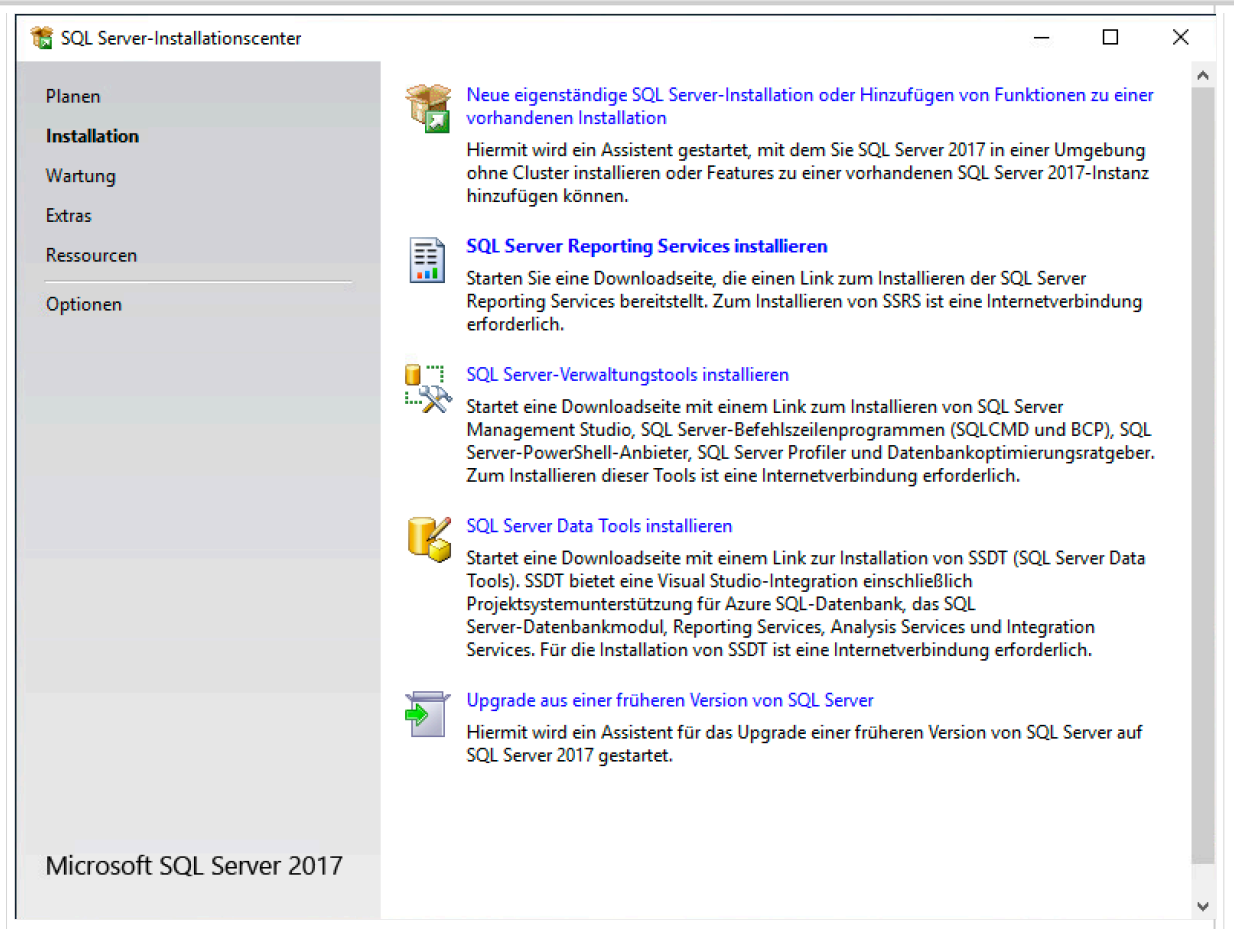 SQL Server-Installationscenter
Planen
Installation
Wartung
Extras
Ressourcen
Optionen
Microsoft SQL Server 2017
Neue eigenständige SQL Server-Installation oder Hinzufügen von Funktionen zu einer
vorhandenen Installation
Hiermit wird ein Assistent gestartet, mit dem Sie SQL Server 2017 in einer Umgebung
ohne Cluster installieren oder Features zu einer vorhandenen SQL Server 2017-Instanz
hinzufügen können.
SQL Server Reporting Services installieren
Starten Sie eine Downloadseite, die einen Link zum Installieren der SQL Server
Reporting Services bereitstellt. Zum Installieren von SSRS ist eine Internetverbindung
erforderlich.
SQL Server-Verwaltungstools installieren
Startet eine Downloadseite mit einem Link zum Installieren von SQL Server
Management Studio, SQL Server-Befehlszeilenprogrammen (SQLCMD und BCP), SQL
Server-PowerShell-Anbieter, SQL Server Profiler und Datenbankoptimierungsratgeber.
Zum Installieren dieser Tools ist eine Internetverbindung erforderlich.
SQL Server Data Tools installieren
Startet eine Downloadseite mit einem Link zur Installation von SSDT (SQL Server Data
Tools). SSDT bietet eine Visual Studio-Integration einschließlich
Projektsystemunterstützung für Azure SQL-Datenbank, das SQL
Server-Datenbankmodul, Reporting Services, Analysis Services und Integration
Services. Für die Installation von SSDT ist eine Internetverbindung erforderlich.
Upgrade aus einer früheren Version von SQL Server
Hiermit wird ein Assistent für das Upgrade einer früheren Version von SQL Server auf
SQL Server 2017 gestartet.